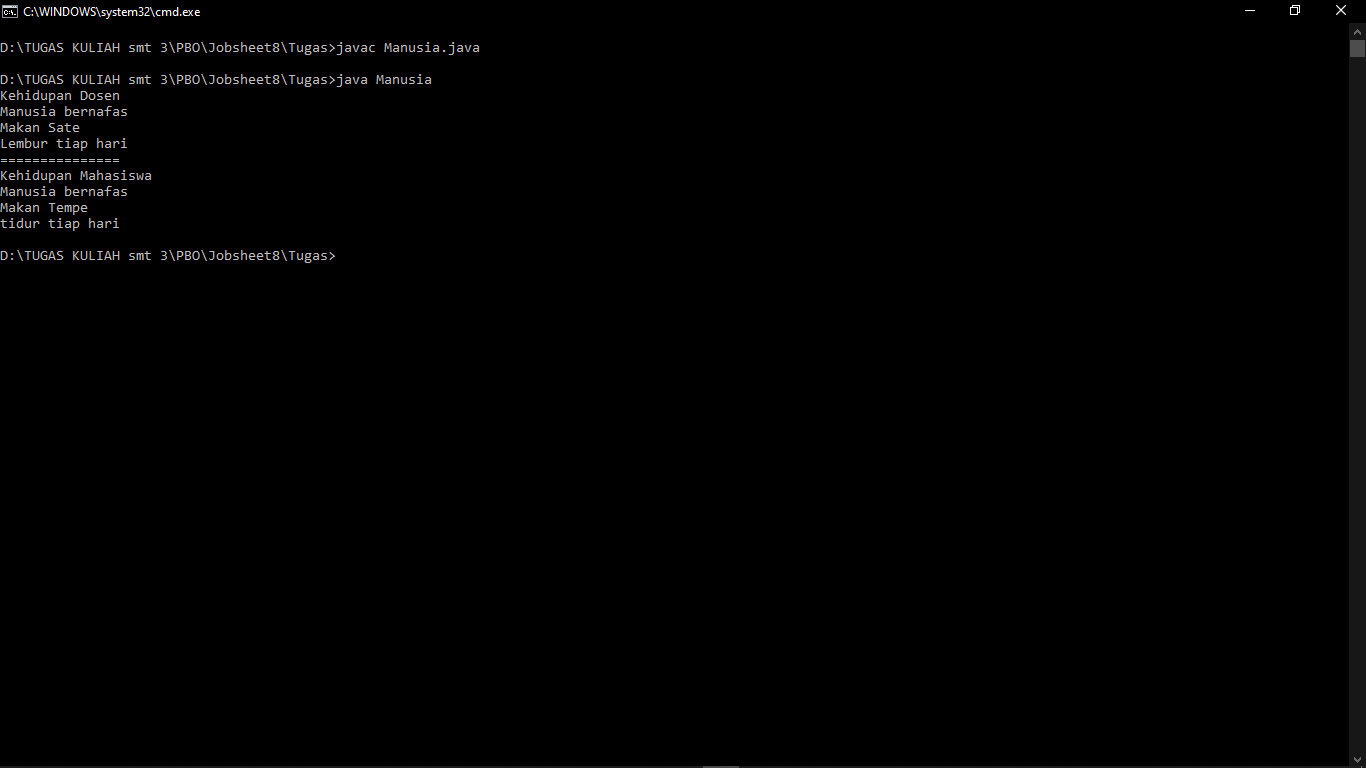 C:\WINDOWS\system32\cmd.exe
D:\TUGAS KULIAH smt 3\PBO\Jobsheet8\Tugas>javac Manusia.java
D:\TUGAS KULIAH smt 3\PBO\Jobsheet8\Tugas>java Manusia
Kehidupan Dosen
Manusia bernafas
Makan Sate
Lembur tiap hari
===============
Kehidupan Mahasiswa
Manusia bernafas
Makan Tempe
tidur tiap hari
D:\TUGAS KULIAH smt 3\PBO\Jobsheet8\Tugas>